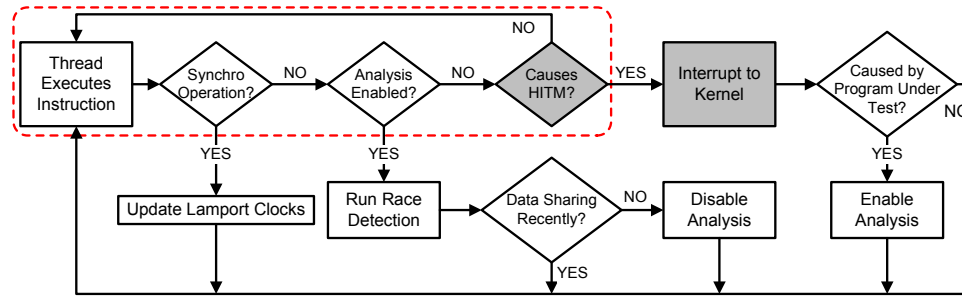 NO
Thread
Executes
Instruction
Synchro
Operation?
NO
Analysis
Enabled?
NO
Causes
HITM?
YES
Interrupt to
Kernel
Caused by
Program Under
Test?
NO
YES
YES
YES
Update Lamport Clocks
Run Race
Detection
Data Sharing
Recently?
NO
Disable
Analysis
Enable
Analysis
YES